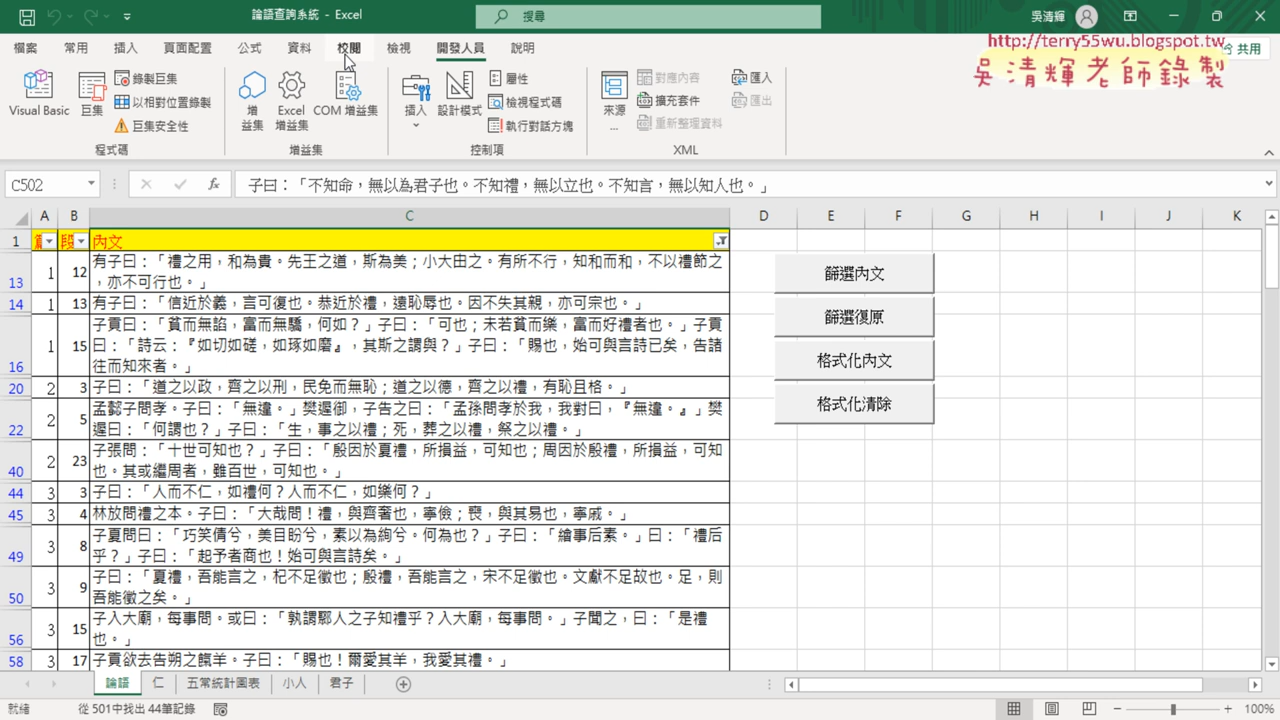 論語查詢系統 - Excel
搜尋
吳清輝
http://terry55wu.blogspot.tw
吳清輝老師錄製
檔案 常用 插入 頁面配置 公式 資料 校閱 檢視 開發人員 說明
共用
Visual Basic
巨集
錄製巨集
以相對位置錄製
巨集安全性
程式碼
增益集
Excel 增益集
COM 增益集
增益集
插入
設計模式
屬性
檢視程式碼
執行對話方塊
控制項
來源...
對應內容
擴充套件
重新整理資料
匯入
匯出
XML
C502
fx
子曰：「不知命，無以為君子也。不知禮，無以立也。不知言，無以知人也。」
A B C D E F G H I J K
1 段 內文
13 1 12 有子曰：「禮之用，和為貴。先王之道，斯為美；小大由之。有所不行，知和而和，不以禮節之
，亦不可行也。」
14 1 13 有子曰：「信近於義，言可復也。恭近於禮，遠恥辱也。因不失其親，亦可宗也。」
16 1 15 子貢曰：「貧而無諂，富而無驕，何如？」子曰：「可也；未若貧而樂，富而好禮者也。」子貢
曰：「詩云：『如切如磋，如琢如磨』，其斯之謂與？」子曰：「賜也，始可與言詩已矣，告諸
往而知來者。」
20 2 3 子曰：「道之以政，齊之以刑，民免而無恥；道之以德，齊之以禮，有恥且格。」
22 2 5 孟懿子問孝。子曰：「無違。」樊遲御，子告之曰：「孟孫問孝於我，我對曰，『無違。』」樊
遲曰：「何謂也？」子曰：「生，事之以禮；死，葬之以禮，祭之以禮。」
40 2 23 子張問：「十世可知也？」子曰：「殷因於夏禮，所損益，可知也；周因於殷禮，所損益，可知
也。其或繼周者，雖百世，可知也。」
44 3 3 子曰：「人而不仁，如禮何？人而不仁，如樂何？」
45 3 4 林放問禮之本。子曰：「大哉問！禮，與其奢也，寧儉；喪，與其易也，寧戚。」
49 3 8 子夏問曰：「巧笑倩兮，美目盼兮，素以為絢兮。何為也？」子曰：「繪事后素。」曰：「禮后
乎？」子曰：「起予者商也！始可與言詩矣。」
50 3 9 子曰：「夏禮，吾能言之，杞不足徵也；殷禮，吾能言之，宋不足徵也。文獻不足故也。足，則
吾能徵之矣。」
56 3 15 子入大廟，每事問。或曰：「孰謂鄹人之子知禮乎？入大廟，每事問。」子聞之，曰：「是禮
也。」
58 3 17 子貢欲去告朔之餼羊。子曰：「賜也！爾愛其羊，我愛其禮。」
篩選內文
篩選復原
格式化內文
格式化清除
論語 仁 五常統計圖表 小人 君子
就緒 從 501中找出 44筆記錄 100%